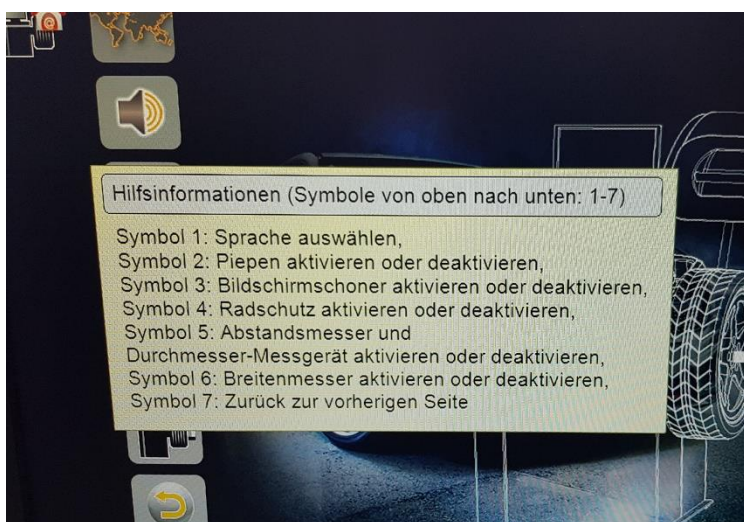 Hilfsinformationen (Symbole von oben nach unten: 1-7)
Symbol 1: Sprache auswählen,
Symbol 2: Piepen aktivieren oder deaktivieren,
Symbol 3: Bildschirmschoner aktivieren oder deaktivieren,
Symbol 4: Radschutz aktivieren oder deaktivieren,
Symbol 5: Abstandsmesser und
Durchmesser-Messgerät aktivieren oder deaktivieren,
Symbol 6: Breitenmesser aktivieren oder deaktivieren,
Symbol 7: Zurück zur vorherigen Seite